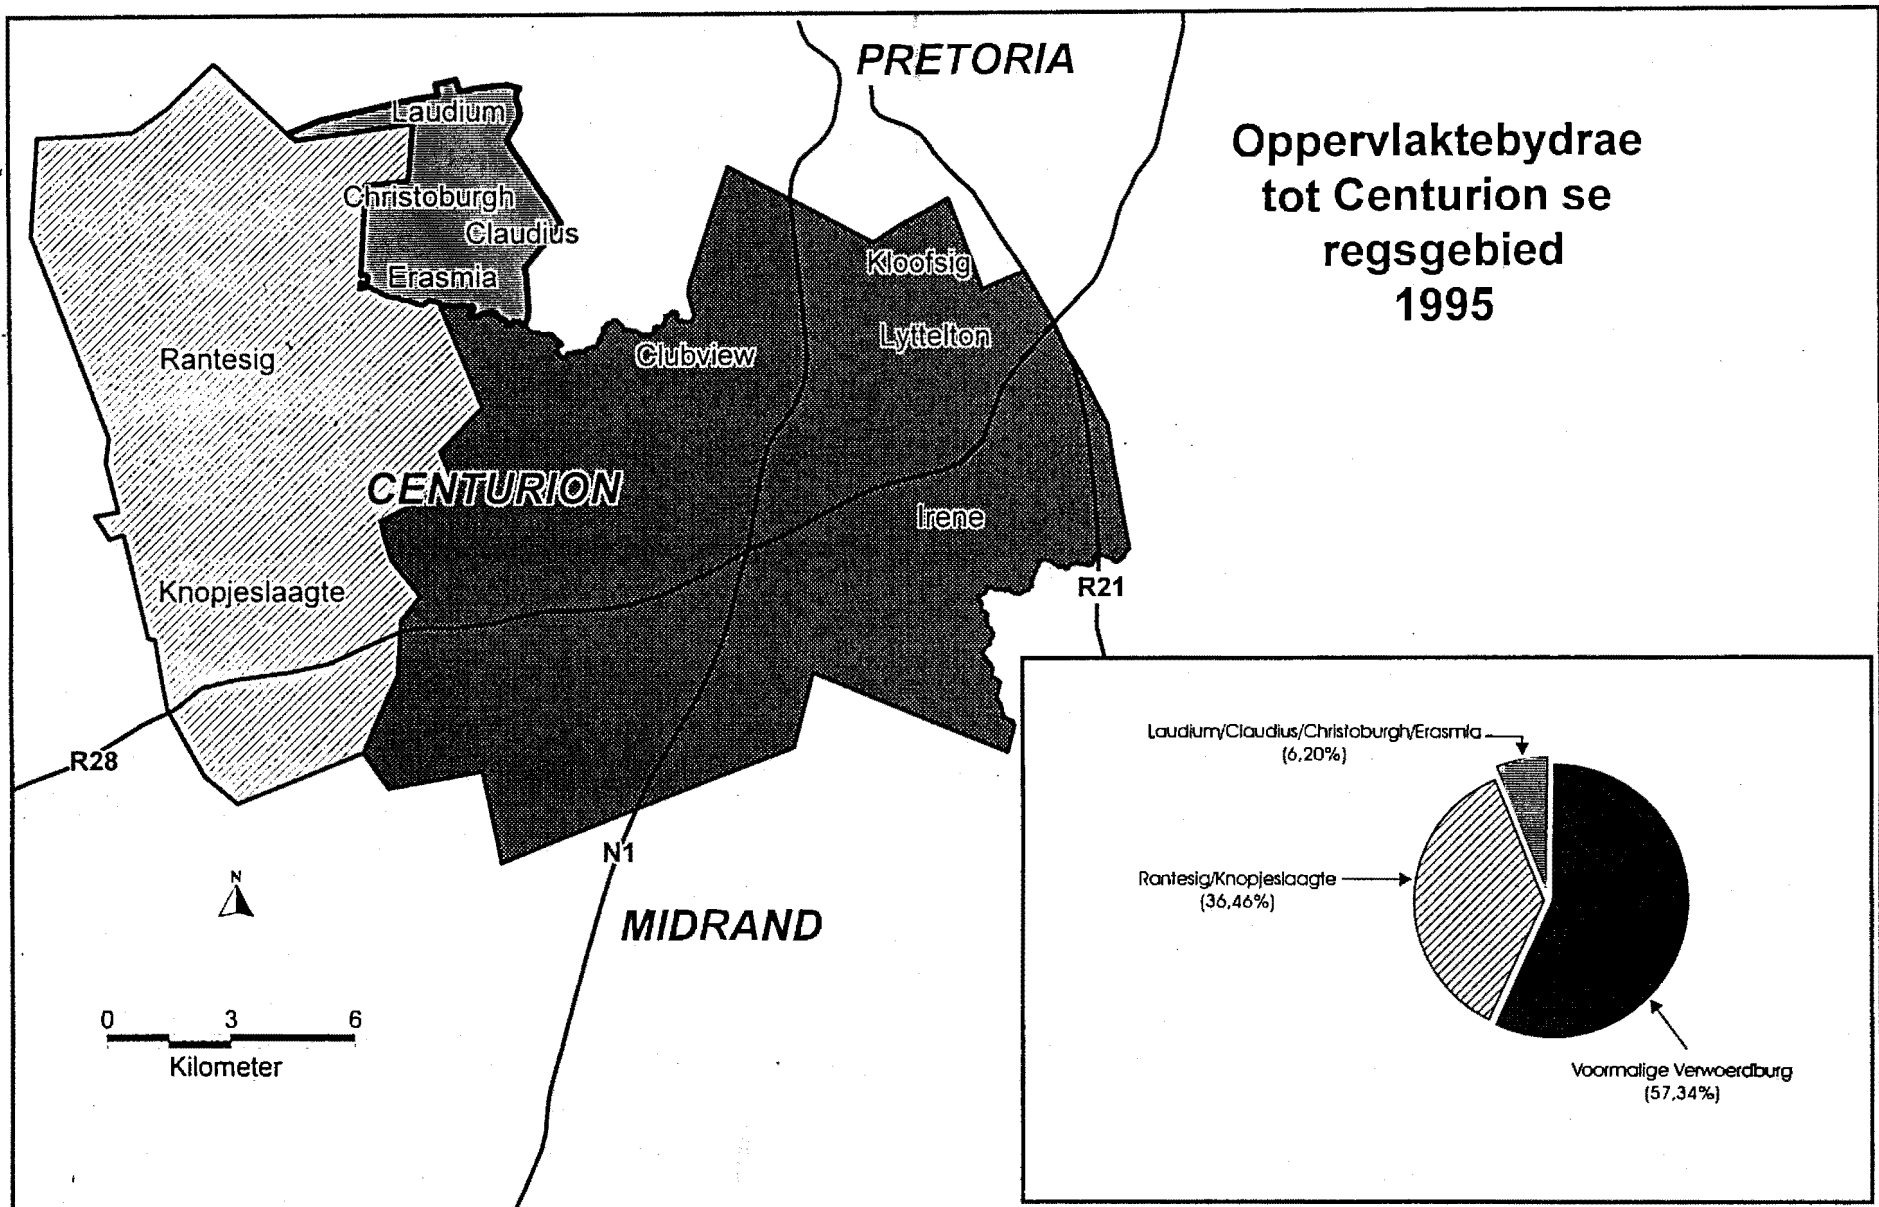 PRETORIA
Oppervlaktebydrae
tot Centurion se
regsgebied
1995
Laudium
Christoburgh
Claudius
Erasmia
Kloofsig
Lyttelton
Clubview
Rantesig
CENTURION
Irene
Knopjeslaagte
R21
R28
N1
MIDRAND
N
0 3 6
Kilometer
Laudium/Claudius/Christoburgh/Erasmia
(6,20%)
Rantesig/Knopjeslaagte
(36,46%)
Voormalige Verwoerdburg
(57,34%)